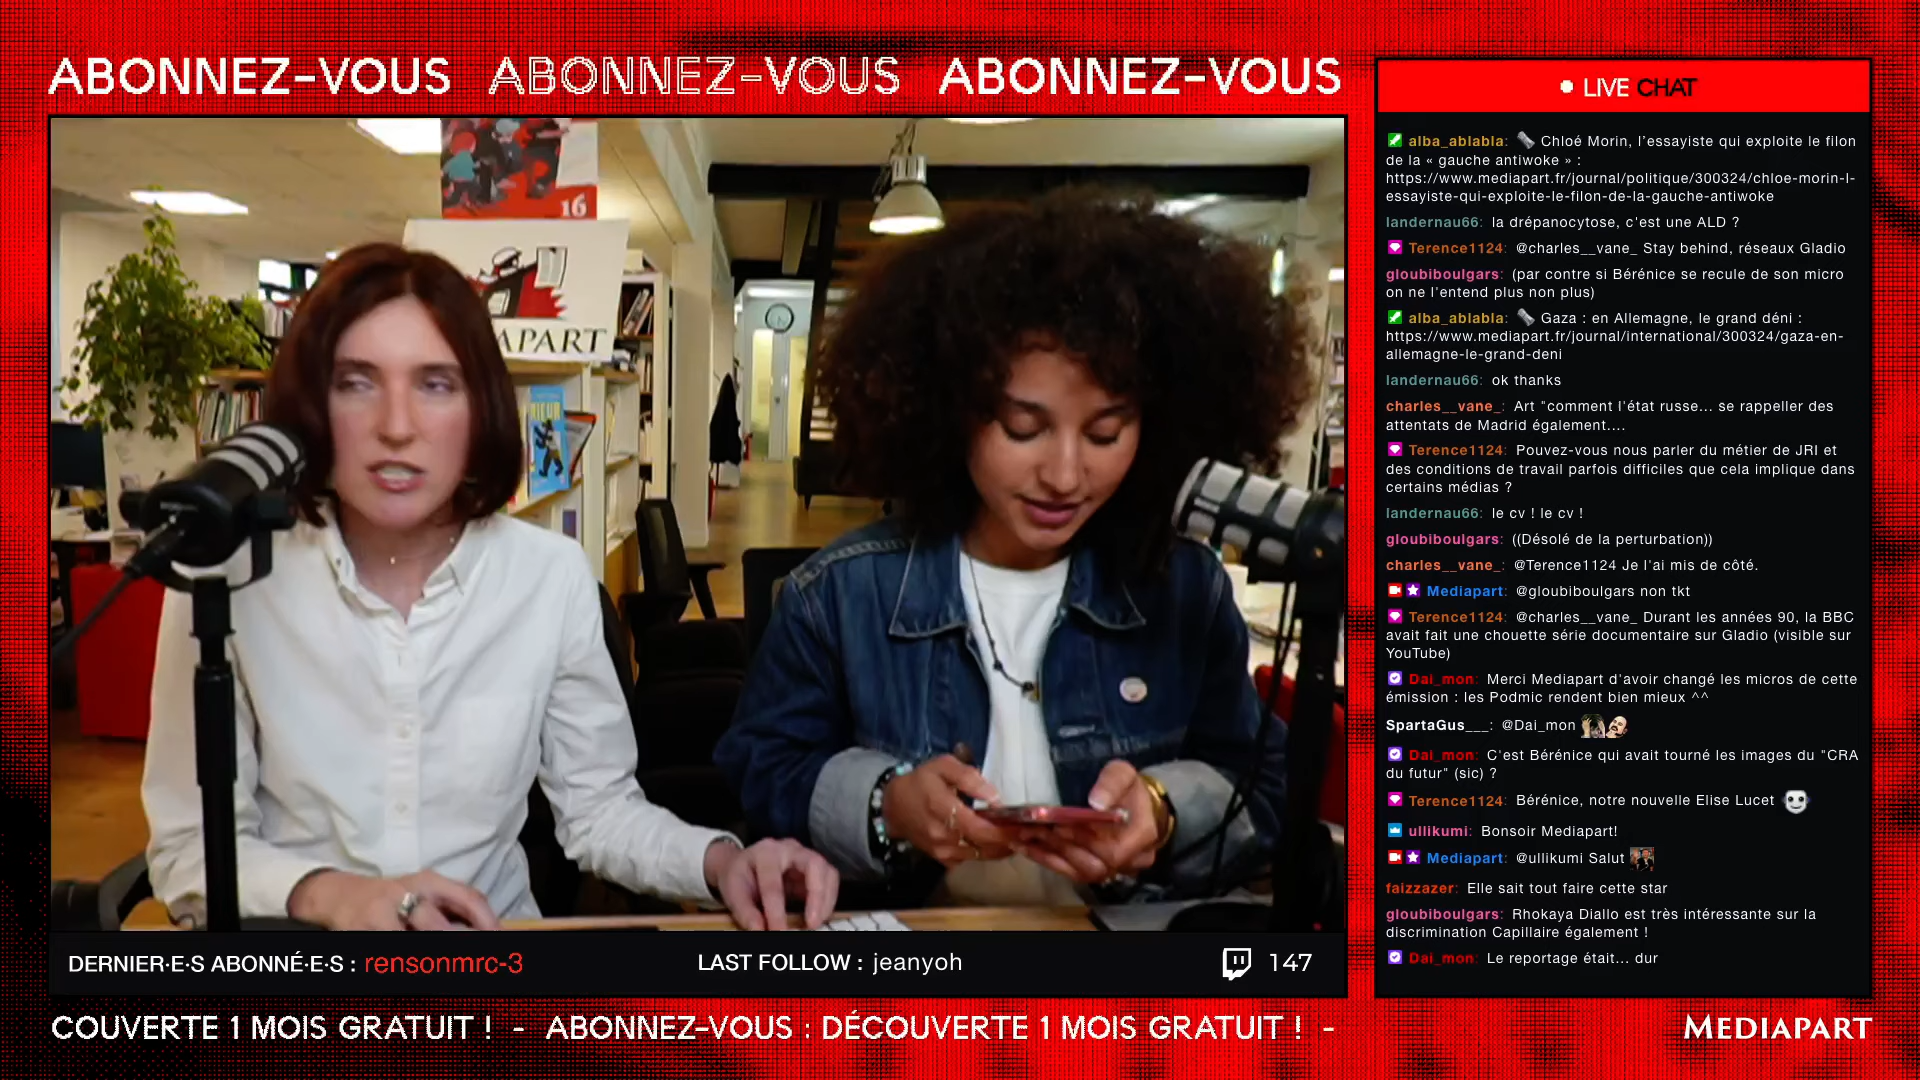 ABONNEZ-VOUS ABONNEZ-VOUS ABONNEZ-VOUS
16
APART
RIEUR
DERNIER·E·S ABONNÉ·E·S : rensonmrc-3
LAST FOLLOW : jeanyoh
147
COUVERTE 1 MOIS GRATUIT ! - ABONNEZ-VOUS : DÉCOUVERTE 1 MOIS GRATUIT ! -
LIVE CHAT
alba_ablabla: Chloé Morin, l'essayiste qui exploite le filon
de la « gauche antiwoke » :
https://www.mediapart.fr/journal/politique/300324/chloe-morin-l-
essayiste-qui-exploite-le-filon-de-la-gauche-antiwoke
landernau66: la drépanocytose, c'est une ALD ?
Terence1124: @charles__vane_ Stay behind, réseaux Gladio
gloubiboulgars: (par contre si Bérénice se recule de son micro
on ne l'entend plus non plus)
alba_ablabla: Gaza : en Allemagne, le grand déni :
https://www.mediapart.fr/journal/international/300324/gaza-en-
allemagne-le-grand-deni
landernau66: ok thanks
charles__vane_: Art "comment l'état russe... se rappeller des
attentats de Madrid également....
Terence1124: Pouvez-vous nous parler du métier de JRI et
des conditions de travail parfois difficiles que cela implique dans
certains médias ?
landernau66: le cv ! le cv !
gloubiboulgars: ((Désolé de la perturbation))
charles__vane_: @Terence1124 Je l'ai mis de côté.
Mediapart: @gloubiboulgars non tkt
Terence1124: @charles__vane_ Durant les années 90, la BBC
avait fait une chouette série documentaire sur Gladio (visible sur
YouTube)
Dai_mon: Merci Mediapart d'avoir changé les micros de cette
émission : les Podmic rendent bien mieux ^^
SpartaGus___: @Dai_mon
Dai_mon: C'est Bérénice qui avait tourné les images du "CRA
du futur" (sic) ?
Terence1124: Bérénice, notre nouvelle Elise Lucet
ullikumi: Bonsoir Mediapart!
Mediapart: @ullikumi Salut
faizzazer: Elle sait tout faire cette star
gloubiboulgars: Rhokaya Diallo est très intéressante sur la
discrimination Capillaire également !
Dai_mon: Le reportage était... dur
MEDIAPART